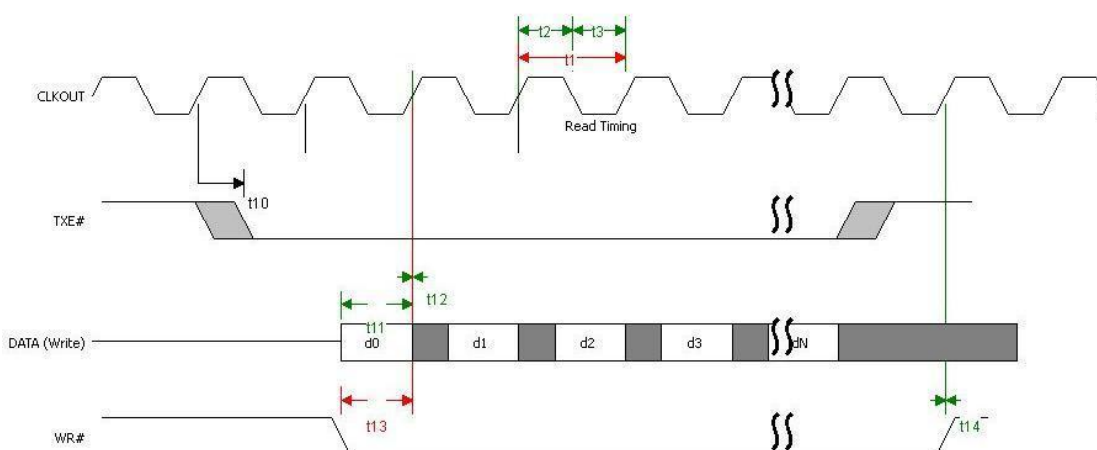 t2 t3
t1
CLKOUT
Read Timing
t10
TXE#
t12
t11
DATA (Write) d0 d1 d2 d3 dN
t13
t14
WR#